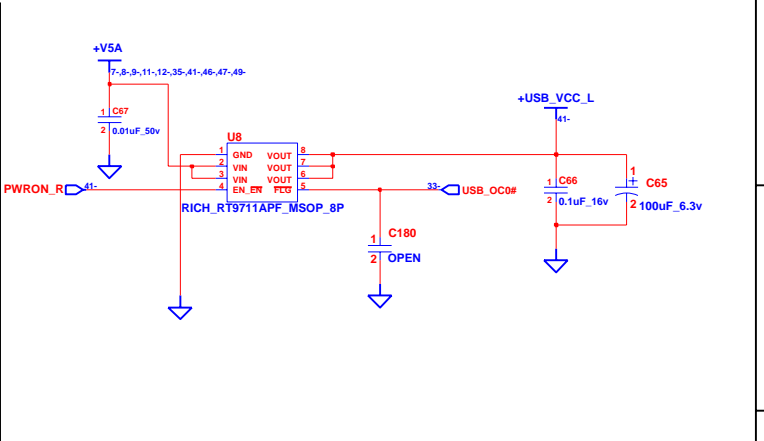 +V5A
7-,8-,9-,11-,12-,35-,41-,46-,47-,49-
1 C67
2 0.01uF_50v
+USB_VCC_L
41-
U8
1 GND VOUT 8
2 VIN VOUT 7
3 VIN VOUT 6
4 EN_EN FLG 5
RICH_RT9711APF_MSOP_8P
PWRON_R 41-
33- USB_OC0#
1 C66
2 0.1uF_16v
1 C65
+
2 100uF_6.3v
1 C180
2 OPEN